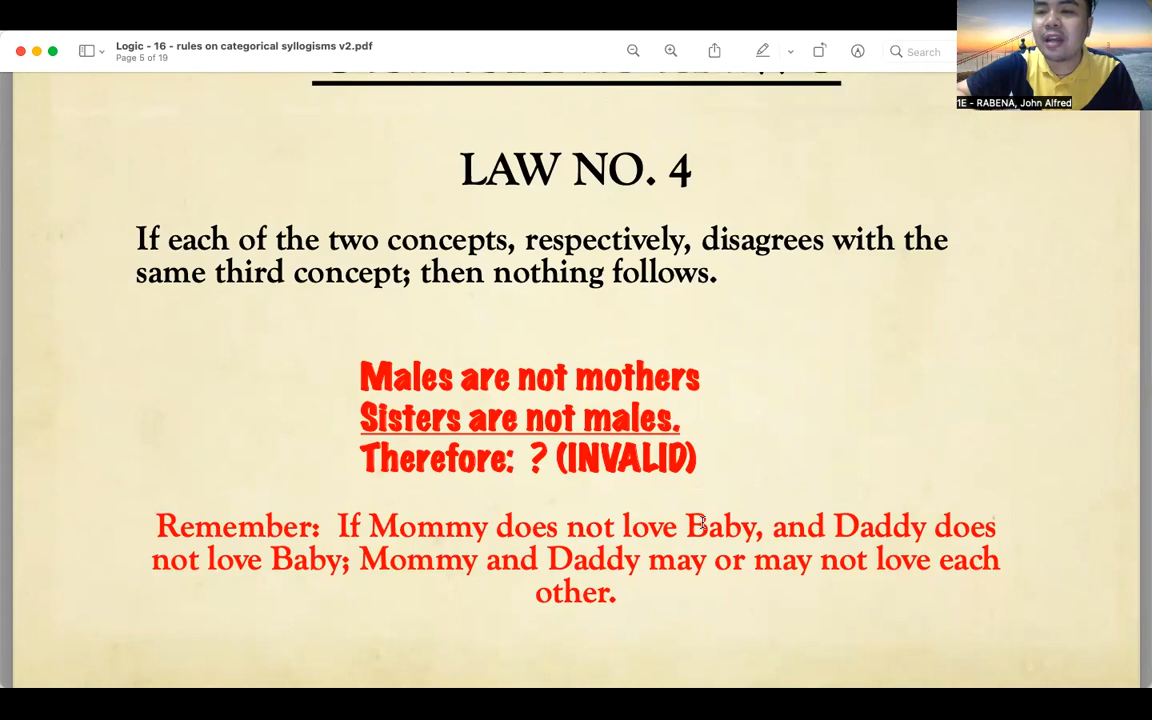 Logic - 16 - rules on categorical syllogisms v2.pdf
Page 5 of 19
Search
1E - RABENA, John Alfred
LAW NO. 4
If each of the two concepts, respectively, disagrees with the
same third concept; then nothing follows.
Males are not mothers
Sisters are not males.
Therefore: ? (INVALID)
Remember: If Mommy does not love Baby, and Daddy does
not love Baby; Mommy and Daddy may or may not love each
other.